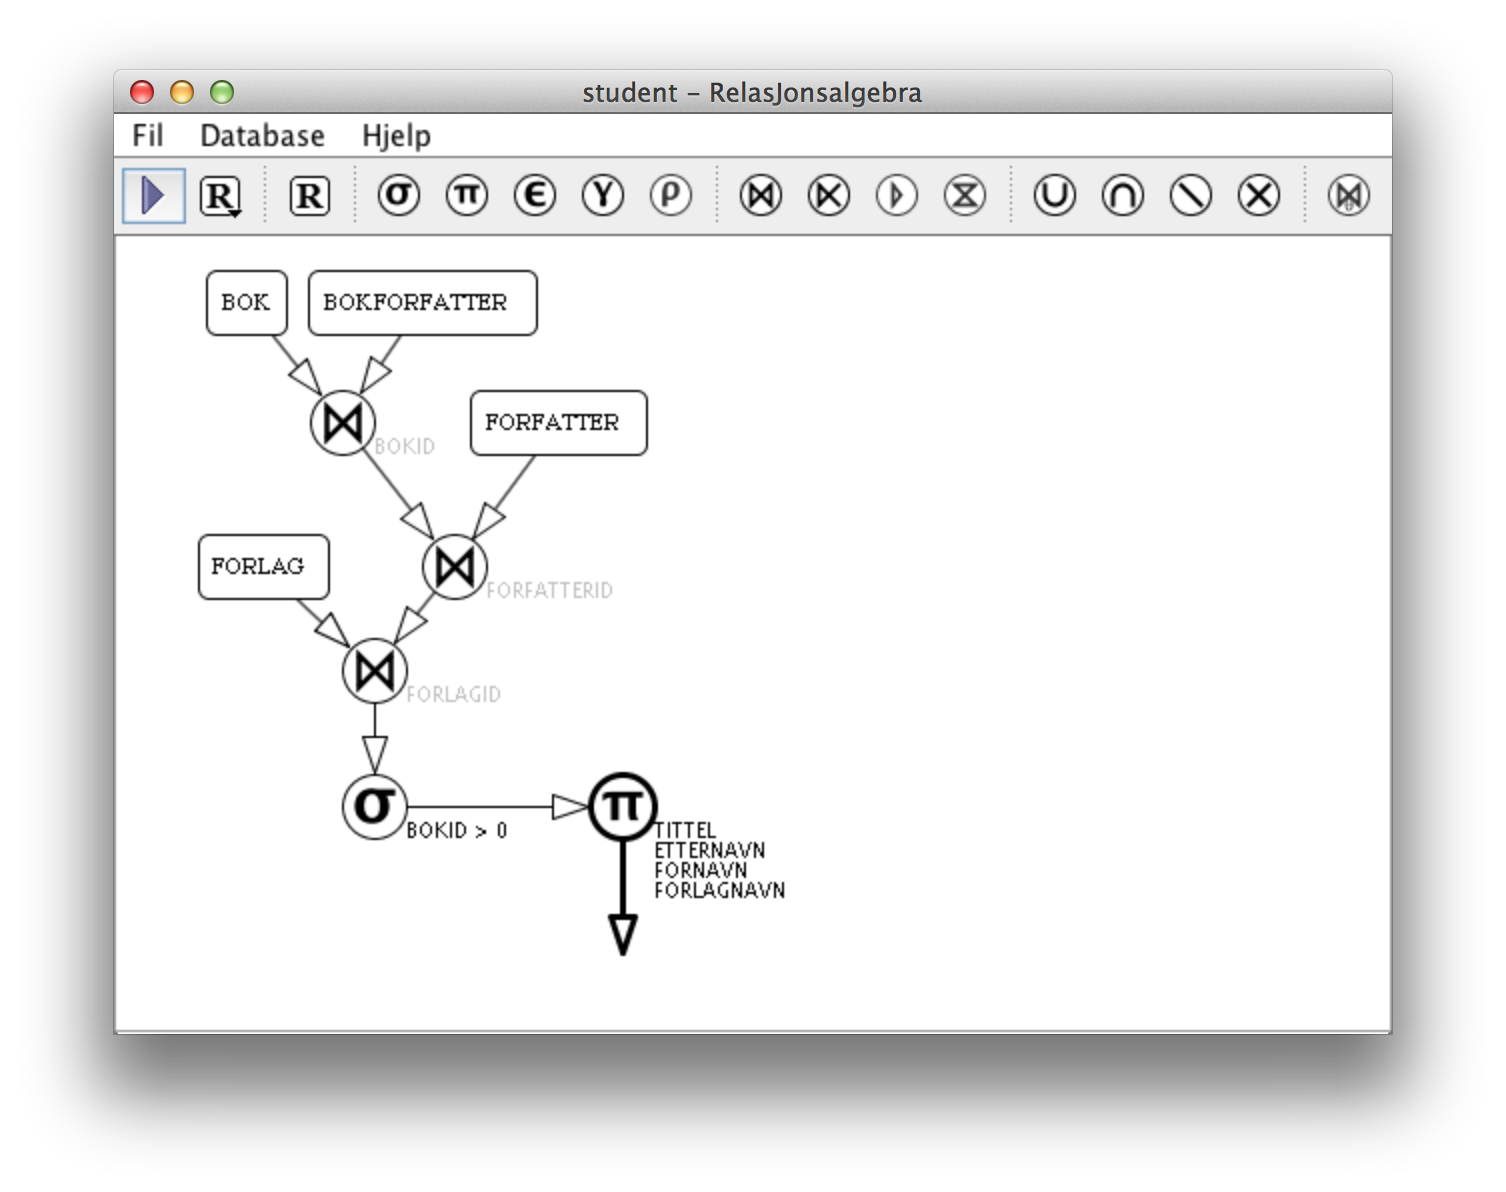 student – RelasJonsalgebra
Fil Database Hjelp
R R σ π ϵ γ ρ ⋈ ⋉ ▹ ⧖ ∪ ∩ \ ×
BOK BOKFORFATTER
⋈ BOKID
FORFATTER
⋈ FORFATTERID
FORLAG
⋈ FORLAGID
σ BOKID > 0
π
TITTEL
ETTERNAVN
FORNAVN
FORLAGNAVN